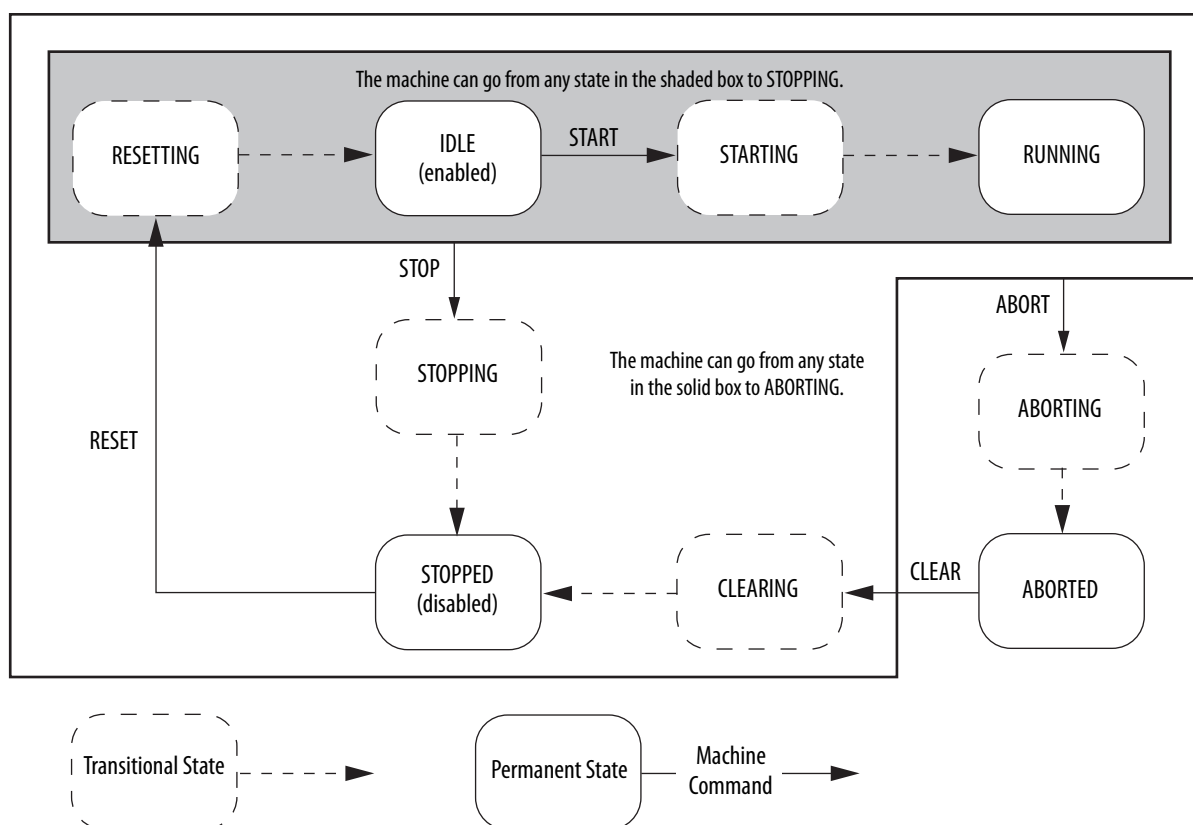 The machine can go from any state in the shaded box to STOPPING.
RESETTING
IDLE
(enabled)
START
STARTING
RUNNING
STOP
ABORT
STOPPING
The machine can go from any state
in the solid box to ABORTING.
ABORTING
RESET
STOPPED
(disabled)
CLEARING
CLEAR
ABORTED
Transitional State
Permanent State
Machine
Command